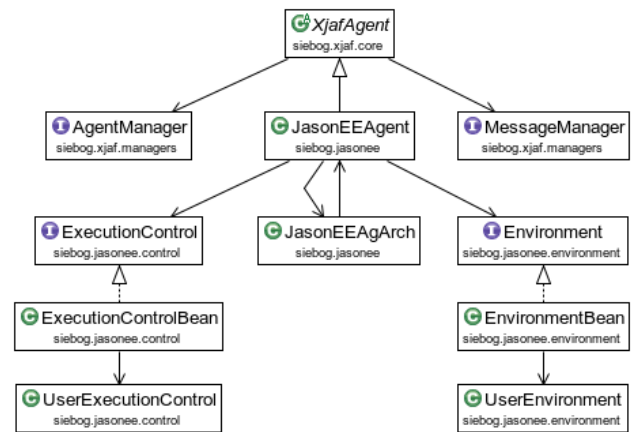 XjafAgent
siebog.xjaf.core
AgentManager
siebog.xjaf.managers
JasonEEAgent
siebog.jasonee
MessageManager
siebog.xjaf.managers
ExecutionControl
siebog.jasonee.control
JasonEEAgArch
siebog.jasonee
Environment
siebog.jasonee.environment
ExecutionControlBean
siebog.jasonee.control
EnvironmentBean
siebog.jasonee.environment
UserExecutionControl
siebog.jasonee.control
UserEnvironment
siebog.jasonee.environment